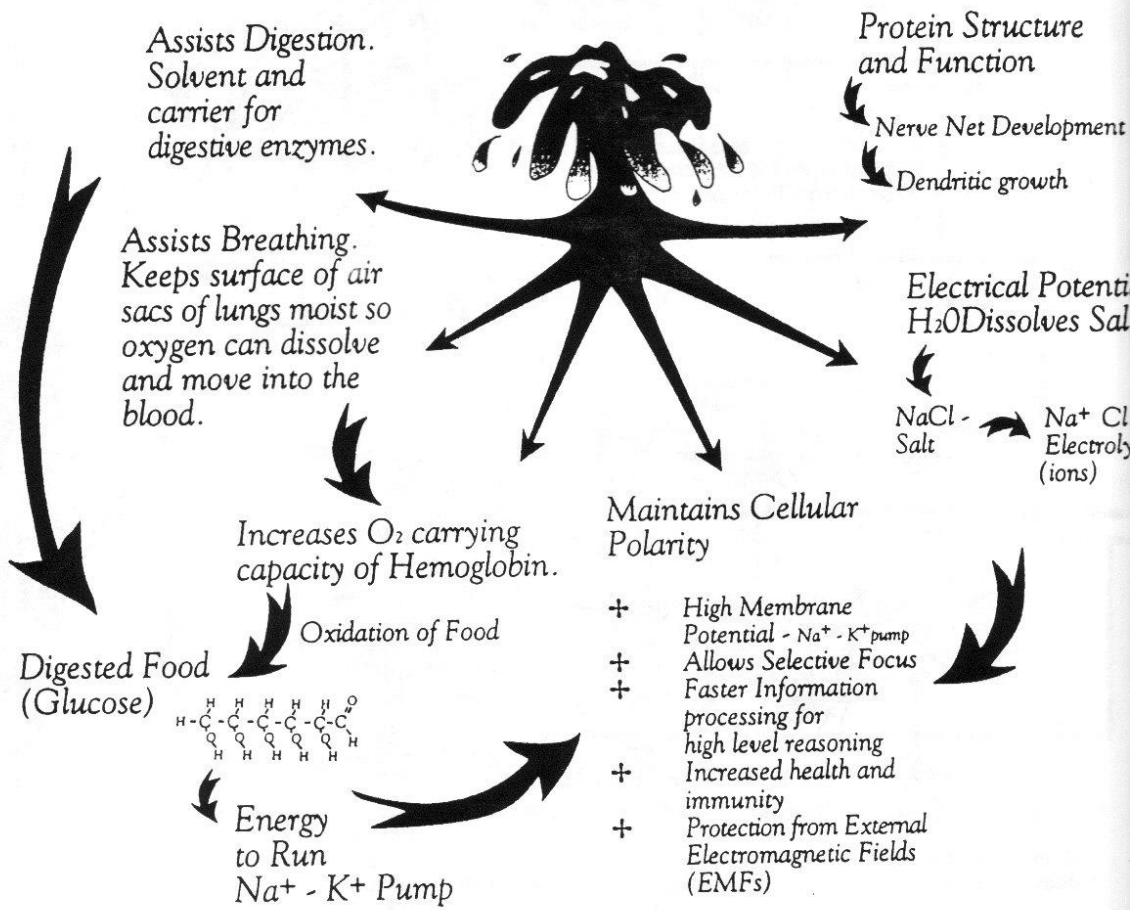 Assists Digestion.
Solvent and
carrier for
digestive enzymes.
Protein Structure
and Function
Nerve Net Development
Dendritic growth
Assists Breathing.
Keeps surface of air
sacs of lungs moist so
oxygen can dissolve
and move into the
blood.
Electrical Potenti
H₂ODissolves Sal
NaCl -
Salt
Na⁺ Cl
Electroly
(ions)
Increases O₂ carrying
capacity of Hemoglobin.
Oxidation of Food
Digested Food
(Glucose)
H H H H H O
H - C - C - C - C - C - C
O O O O O H
H H H H H
Energy
to Run
Na⁺ - K⁺ Pump
Maintains Cellular
Polarity
+ High Membrane
Potential - Na⁺ - K⁺ pump
+ Allows Selective Focus
+ Faster Information
processing for
high level reasoning
+ Increased health and
immunity
+ Protection from External
Electromagnetic Fields
(EMFs)